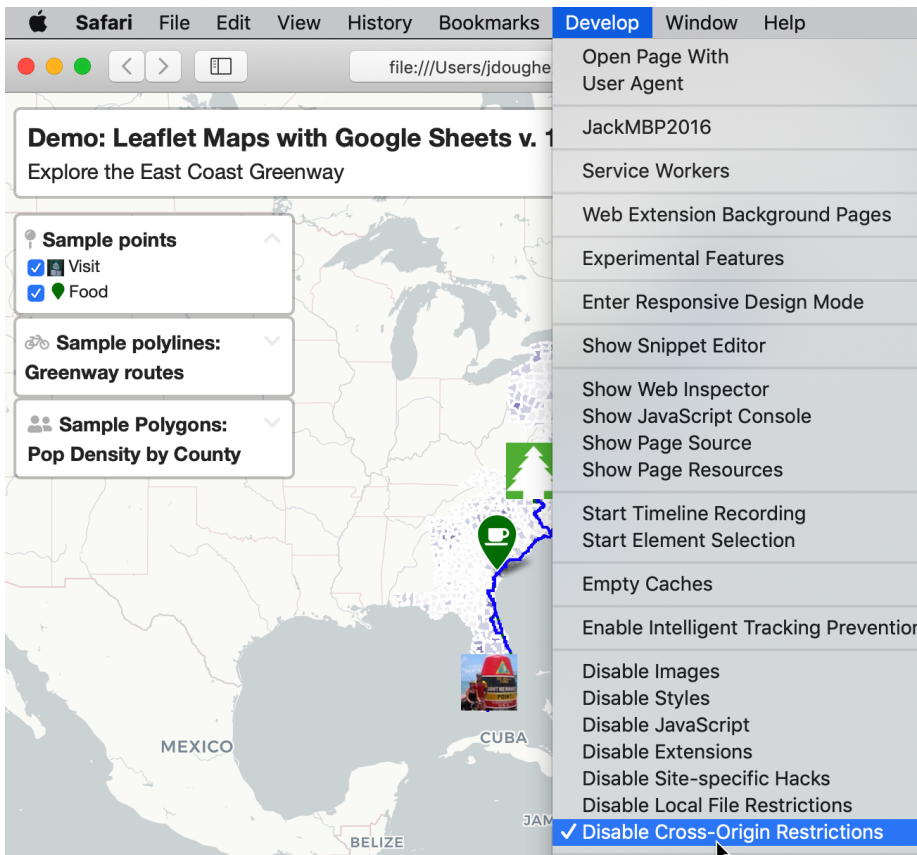 Safari File Edit View History Bookmarks Develop Window Help
file:///Users/jdoughe
Demo: Leaflet Maps with Google Sheets v. 1
Explore the East Coast Greenway
Sample points
Visit
Food
Sample polylines:
Greenway routes
Sample Polygons:
Pop Density by County
MEXICO
CUBA
JAM
BELIZE
Open Page With
User Agent
JackMBP2016
Service Workers
Web Extension Background Pages
Experimental Features
Enter Responsive Design Mode
Show Snippet Editor
Show Web Inspector
Show JavaScript Console
Show Page Source
Show Page Resources
Start Timeline Recording
Start Element Selection
Empty Caches
Enable Intelligent Tracking Prevention
Disable Images
Disable Styles
Disable JavaScript
Disable Extensions
Disable Site-specific Hacks
Disable Local File Restrictions
✓ Disable Cross-Origin Restrictions